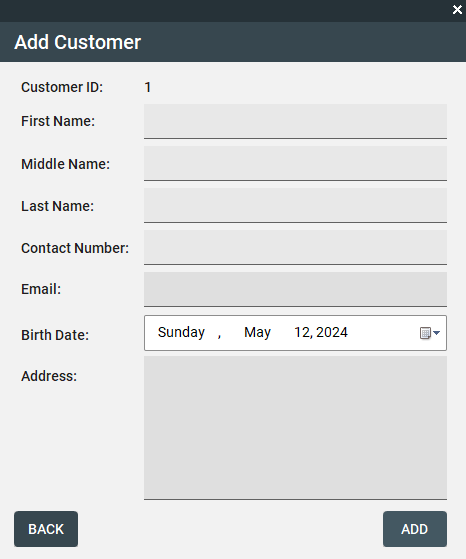 Add Customer
Customer ID: 1
First Name:
Middle Name:
Last Name:
Contact Number:
Email:
Birth Date: Sunday , May 12, 2024
Address:
BACK ADD